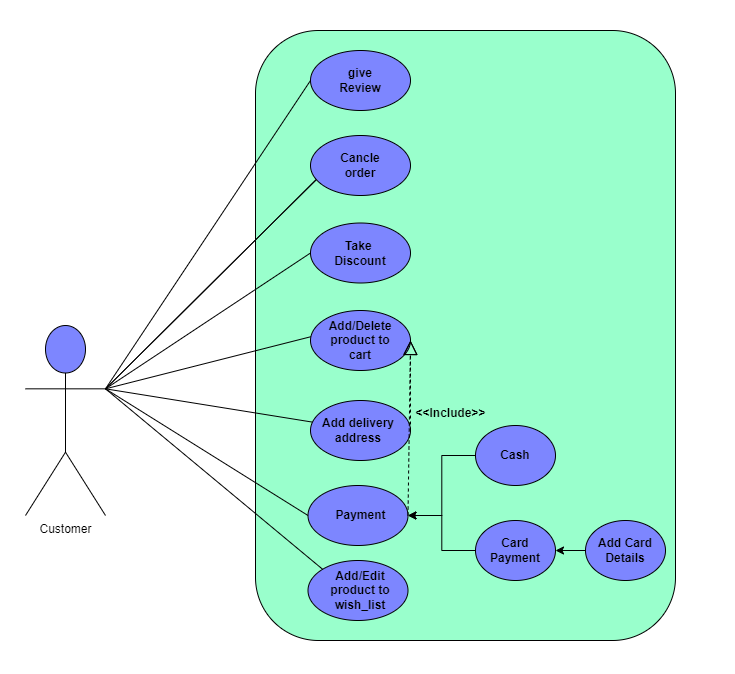 give
Review
Cancle
order
Take
Discount
Add/Delete
product to
cart
<<Include>>
Add delivery
address
Cash
Payment
Customer
Card
Payment
Add Card
Details
Add/Edit
product to
wish_list